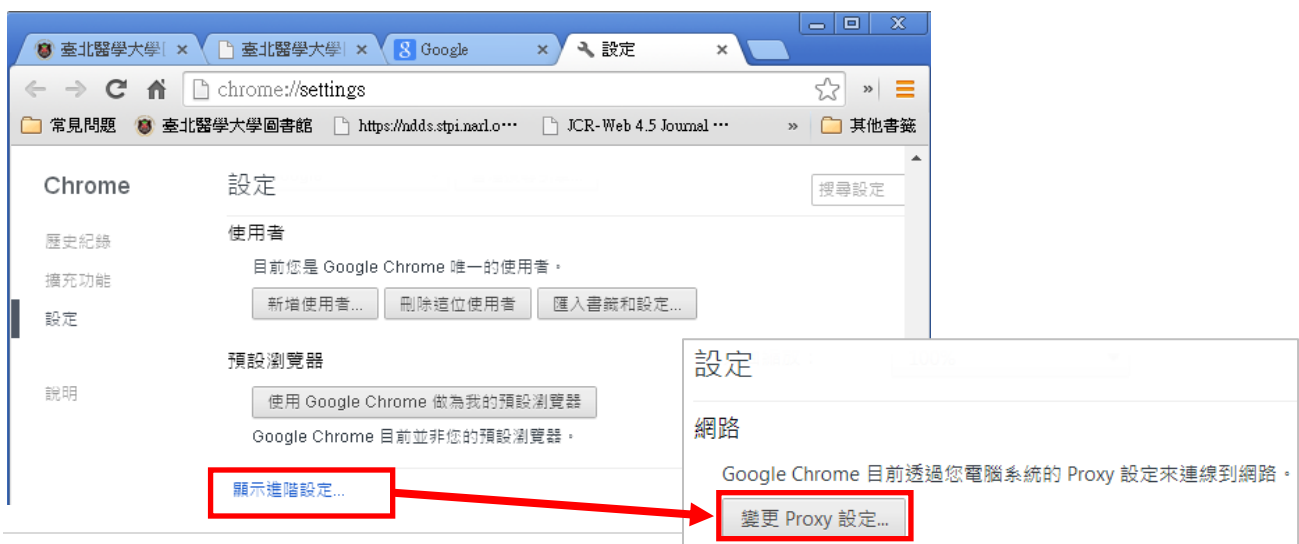 臺北醫學大學
臺北醫學大學
Google
設定
chrome://settings
常見問題
臺北醫學大學圖書館
https://ndds.stpi.narl.o…
JCR-Web 4.5 Journal …
»
其他書籤
Chrome
設定
搜尋設定
歷史紀錄
擴充功能
設定
說明
使用者
目前您是 Google Chrome 唯一的使用者。
新增使用者...
刪除這位使用者
匯入書籤和設定...
預設瀏覽器
使用 Google Chrome 做為我的預設瀏覽器
Google Chrome 目前並非您的預設瀏覽器。
顯示進階設定...
設定
網路
Google Chrome 目前透過您電腦系統的 Proxy 設定來連線到網路。
變更 Proxy 設定...